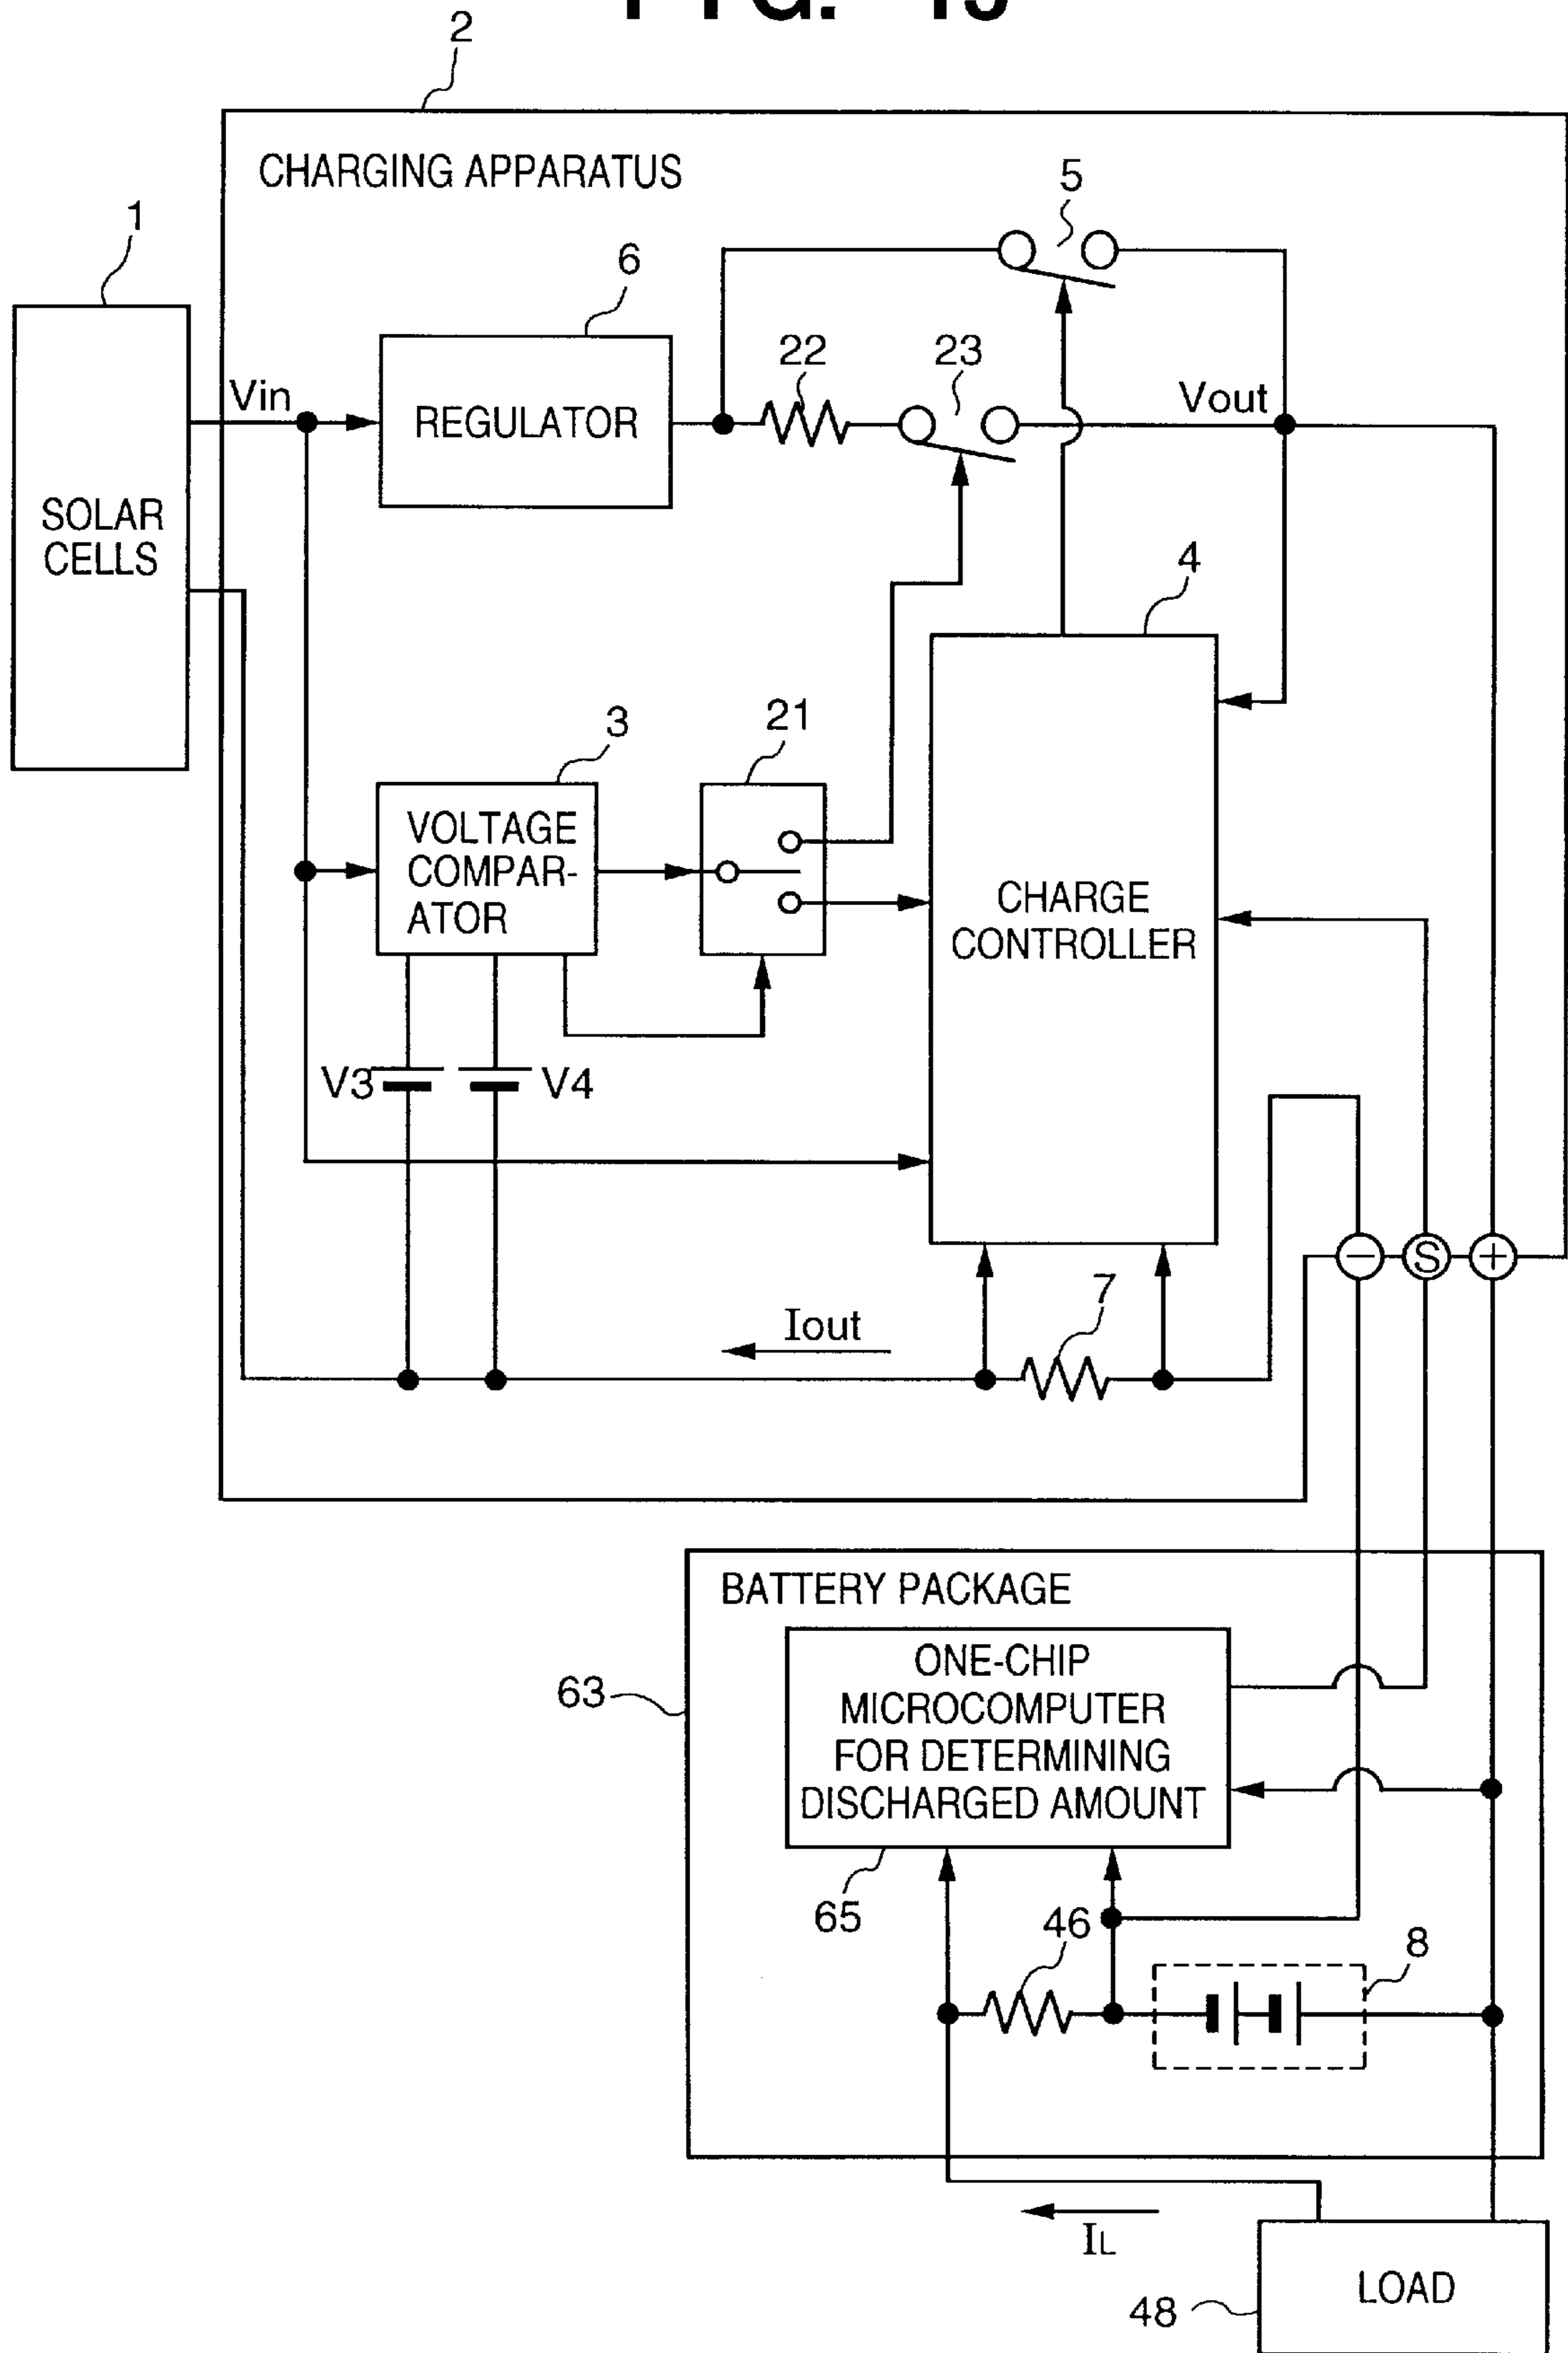 2
CHARGING APPARATUS
5
1
6
22
23
Vin
REGULATOR
Vout
SOLAR
CELLS
4
3
21
VOLTAGE
COMPAR-
ATOR
CHARGE
CONTROLLER
V3
V4
− S +
7
Iout
BATTERY PACKAGE
ONE-CHIP
MICROCOMPUTER
FOR DETERMINING
DISCHARGED AMOUNT
63
65
46
8
IL
LOAD
48